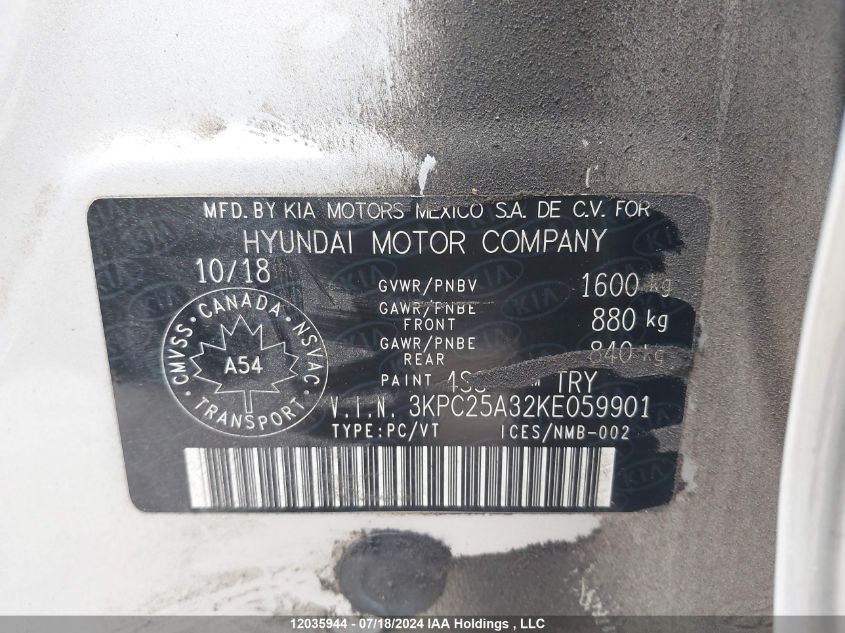 MFD. BY KIA MOTORS MEXICO S.A. DE C.V. FOR
HYUNDAI MOTOR COMPANY
10/18
GVWR/PNBV 1600 kg
GAWR/PNBE FRONT 880 kg
GAWR/PNBE REAR 840 kg
PAINT TRY
V.I.N. 3KPC25A32KE059901
TYPE:PC/VT ICES/NMB-002
CMVSS · CANADA · NSVAC
A54
TRANSPORT
12035944 - 07/18/2024 IAA Holdings , LLC